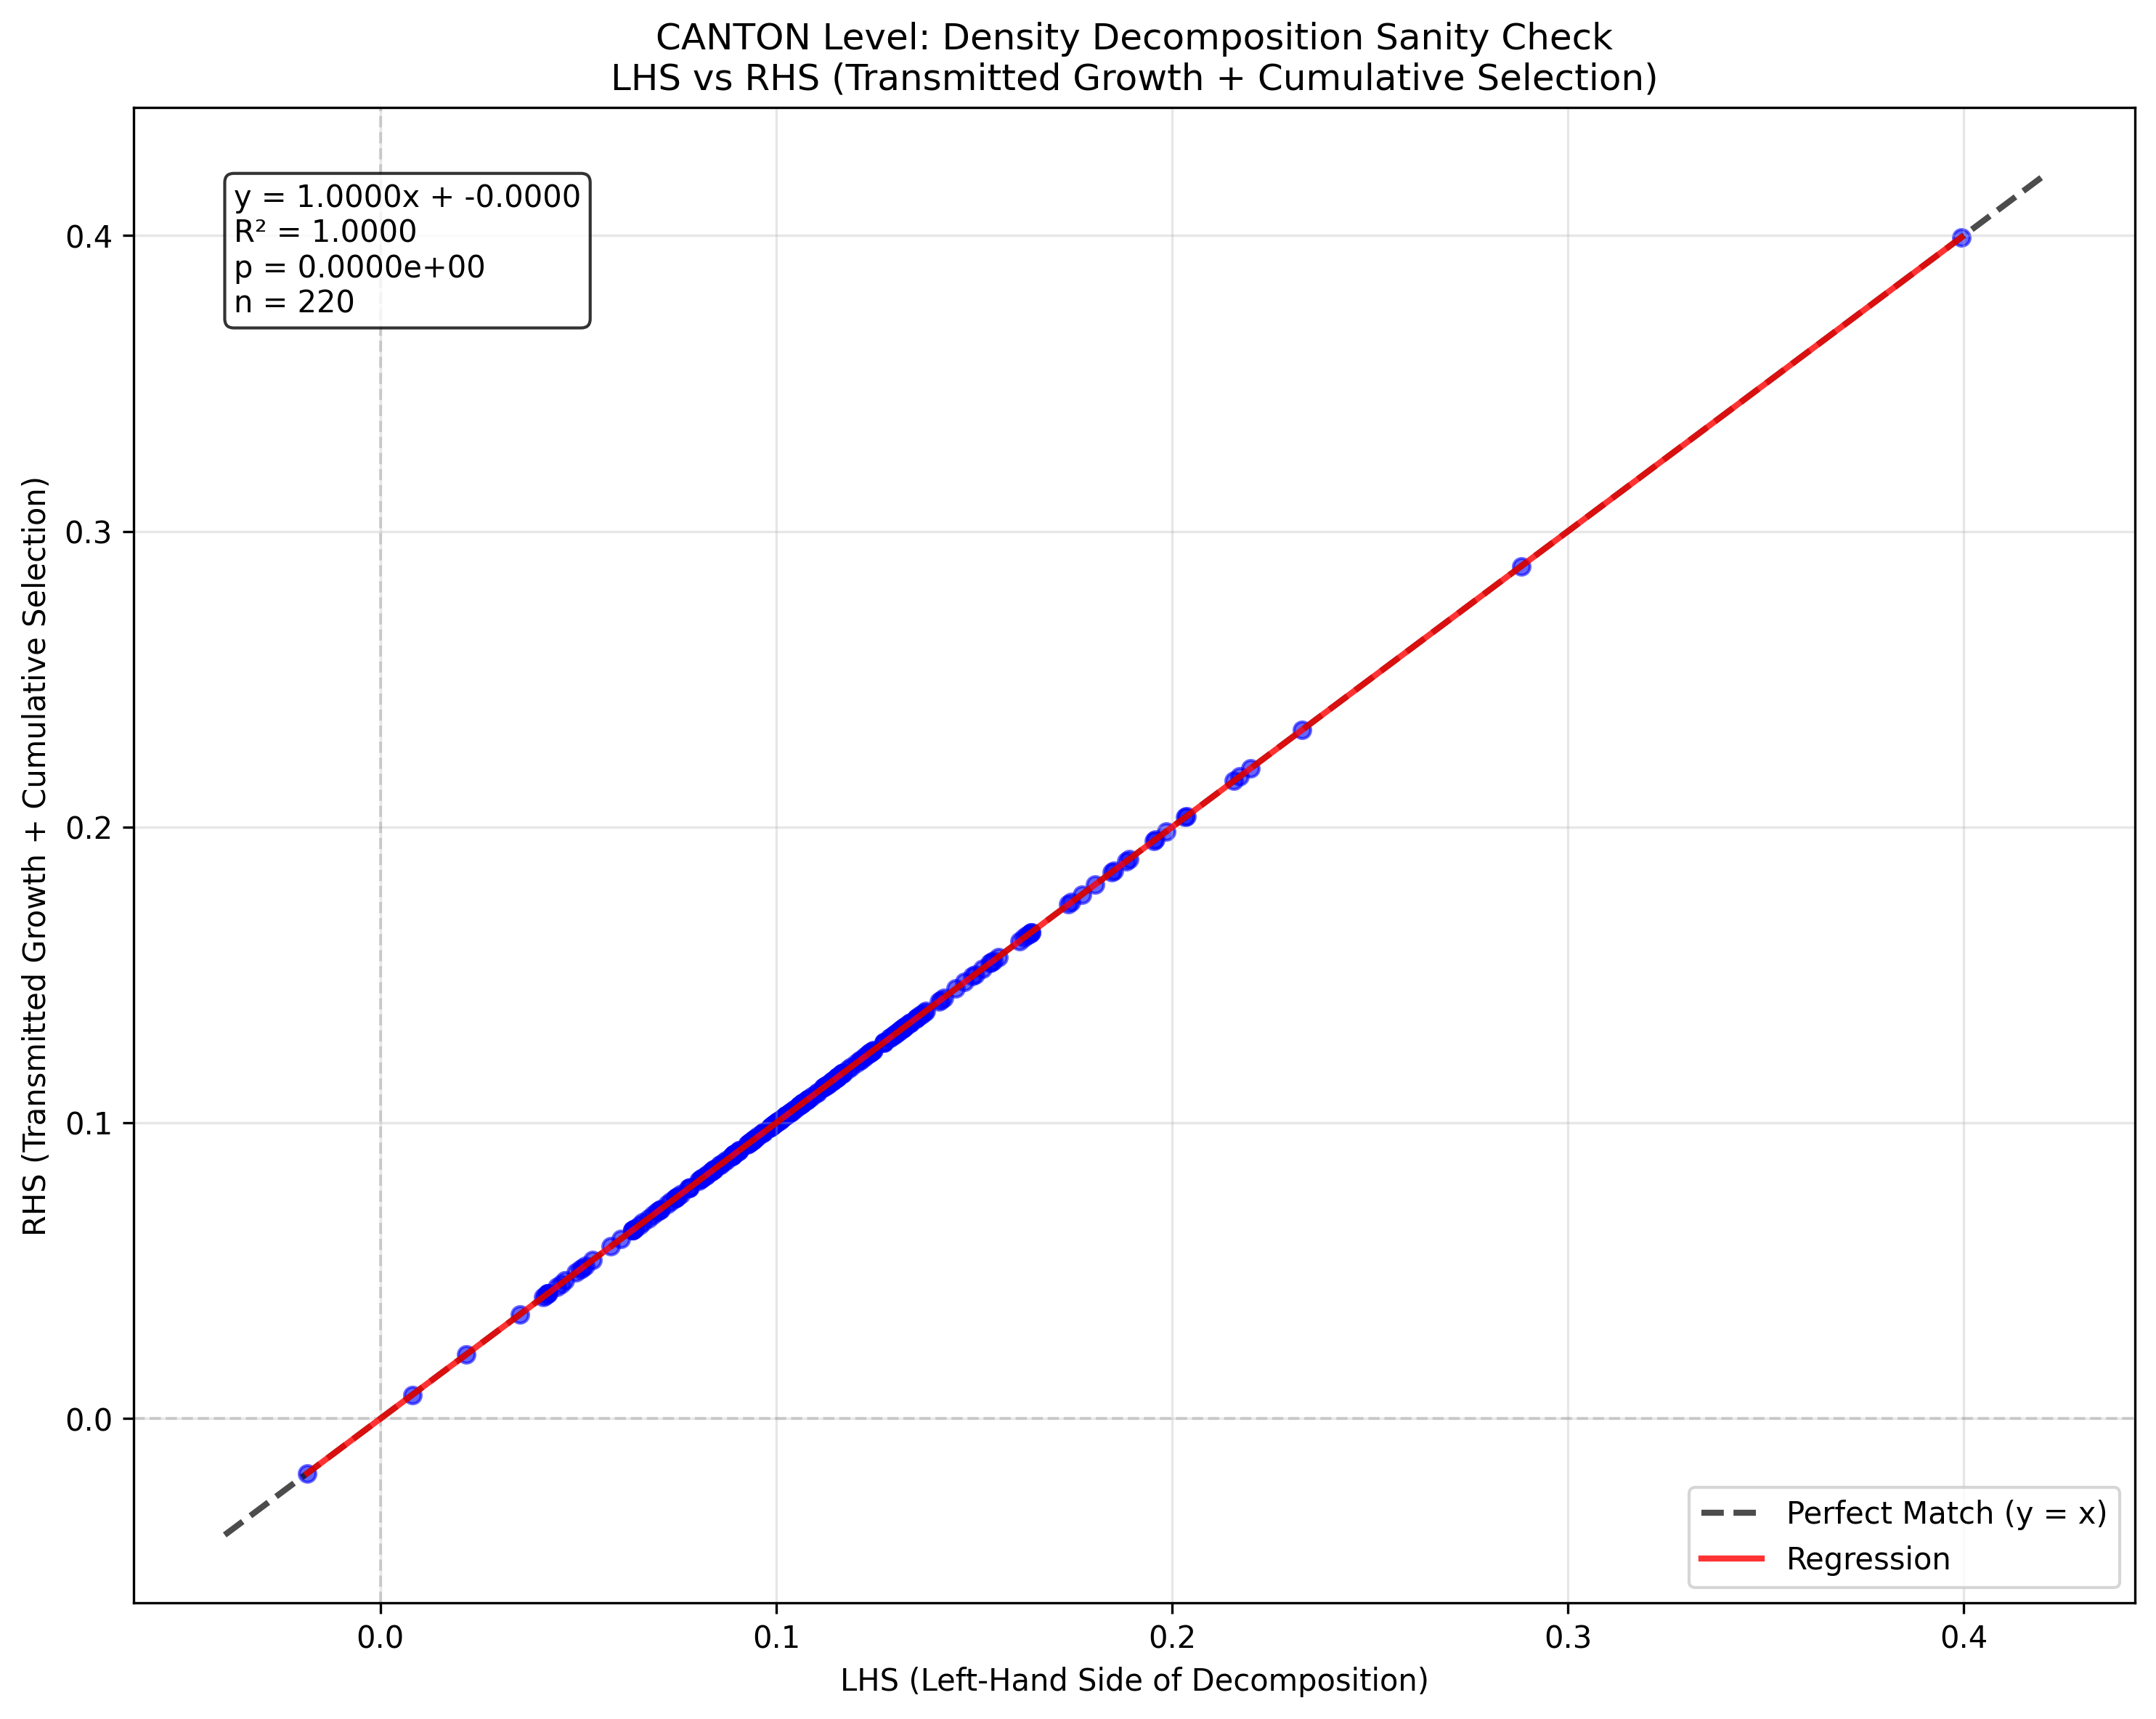 CANTON Level: Density Decomposition Sanity Check
LHS vs RHS (Transmitted Growth + Cumulative Selection)
y = 1.0000x + -0.0000
R² = 1.0000
p = 0.0000e+00
n = 220
0.4
0.3
0.2
0.1
0.0
RHS (Transmitted Growth + Cumulative Selection)
Perfect Match (y = x)
Regression
0.0 0.1 0.2 0.3 0.4
LHS (Left-Hand Side of Decomposition)